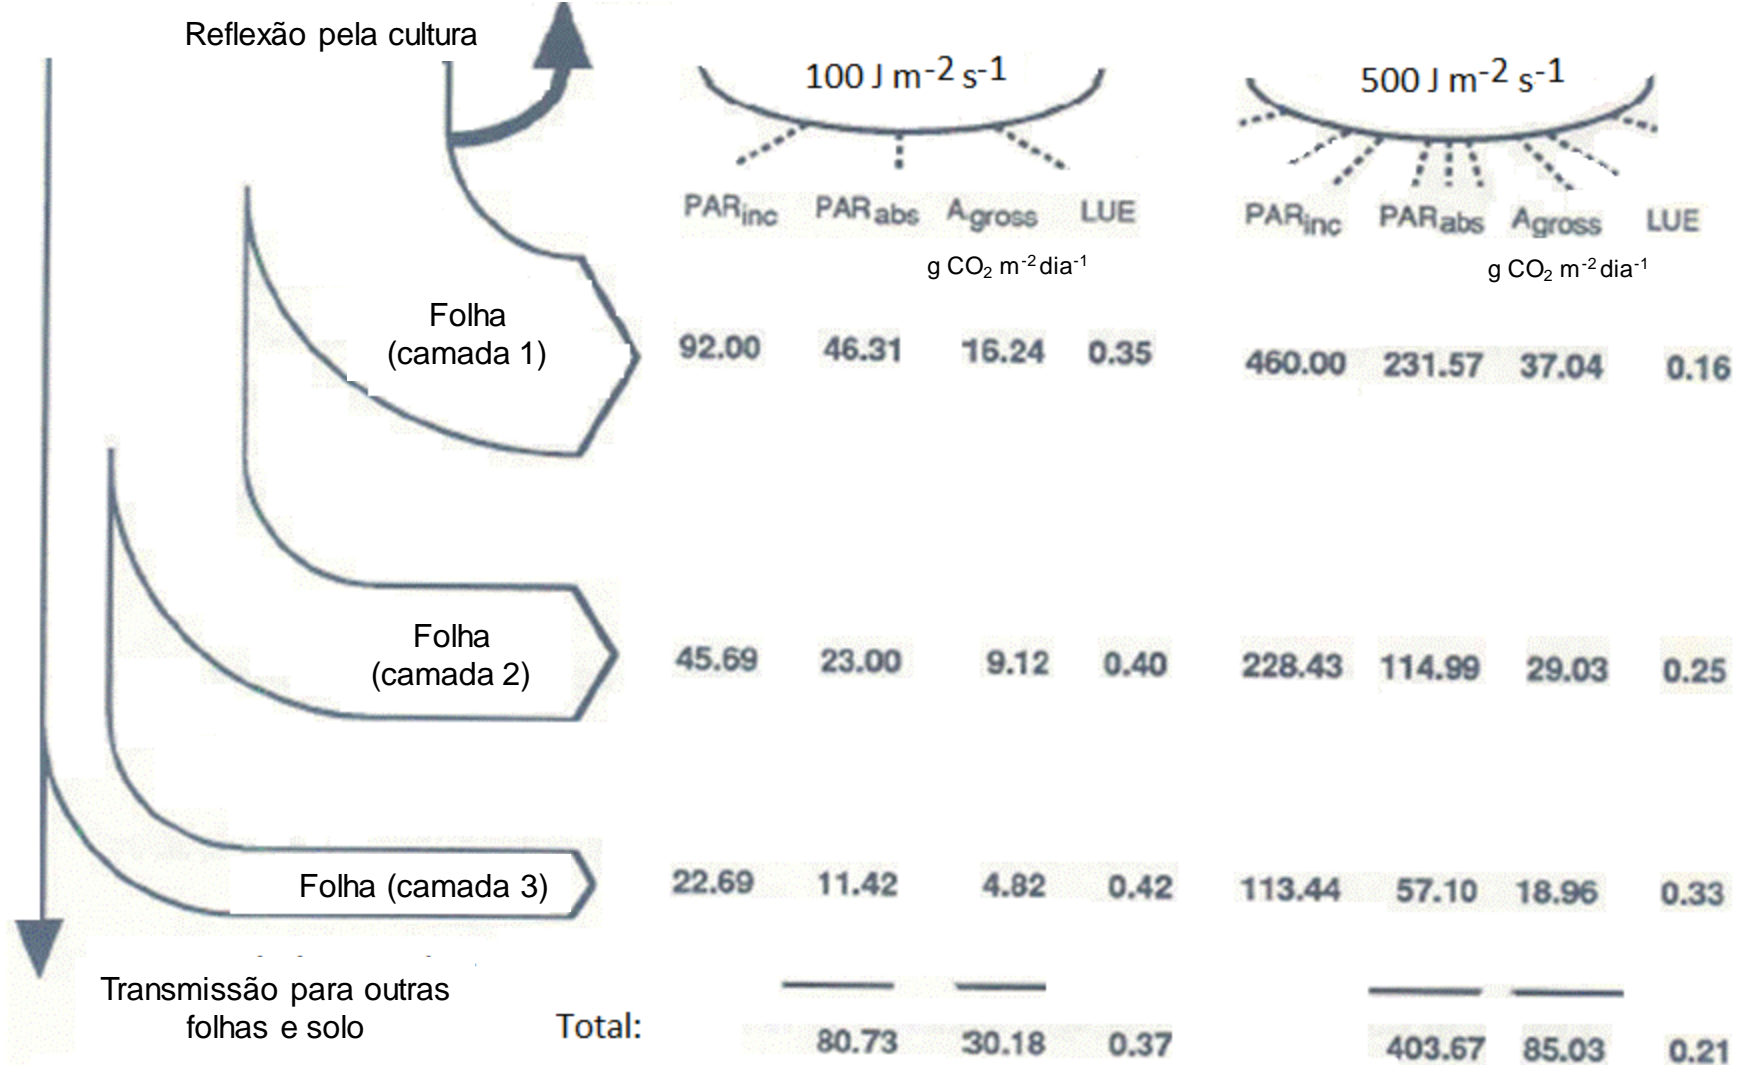 Reflexão pela cultura
100 J m-2 s-1
500 J m-2 s-1
PARinc PARabs Agross LUE
PARinc PARabs Agross LUE
g CO2 m-2 dia-1
g CO2 m-2 dia-1
Folha
(camada 1)
92.00 46.31 16.24 0.35
460.00 231.57 37.04 0.16
Folha
(camada 2)
45.69 23.00 9.12 0.40
228.43 114.99 29.03 0.25
Folha (camada 3)
22.69 11.42 4.82 0.42
113.44 57.10 18.96 0.33
Transmissão para outras
folhas e solo
Total:
80.73 30.18 0.37
403.67 85.03 0.21